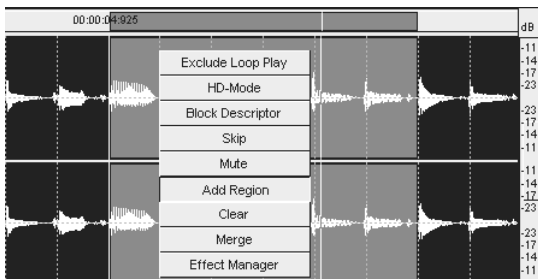 00:00:04:925
dB
-11
-14
-17
-23
Exclude Loop Play
HD-Mode
Block Descriptor
Skip
Mute
Add Region
Clear
Merge
Effect Manager
-23
-17
-14
-11
-11
-14
-17
-23
-23
-17
-14
-11